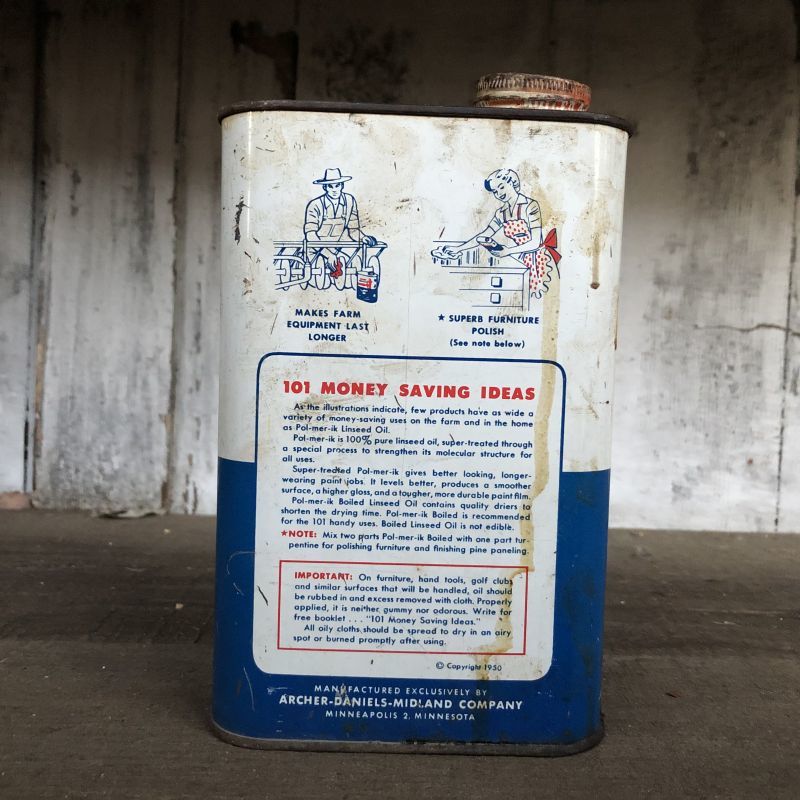 MAKES FARM
EQUIPMENT LAST
LONGER
★ SUPERB FURNITURE
POLISH
(See note below)
101 MONEY SAVING IDEAS
As the illustrations indicate, few products have as wide a
variety of money-saving uses on the farm and in the home
as Pol-mer-ik Linseed Oil.
Pol-mer-ik is 100% pure linseed oil, super-treated through
a special process to strengthen its molecular structure for
all uses.
Super-treated Pol-mer-ik gives better looking, longer-
wearing paint jobs. It levels better, produces a smoother
surface, a higher gloss, and a tougher, more durable paint film.
Pol-mer-ik Boiled Linseed Oil contains quality driers to
shorten the drying time. Pol-mer-ik Boiled is recommended
for the 101 handy uses. Boiled Linseed Oil is not edible.
★NOTE: Mix two parts Pol-mer-ik Boiled with one part tur-
pentine for polishing furniture and finishing pine paneling.
IMPORTANT: On furniture, hand tools, golf clubs
and similar surfaces that will be handled, oil should
be rubbed in and excess removed with cloth. Properly
applied, it is neither gummy nor odorous. Write for
free booklet . . . "101 Money Saving Ideas."
All oily cloths should be spread to dry in an airy
spot or burned promptly after using.
© Copyright 1950
MANUFACTURED EXCLUSIVELY BY
ARCHER-DANIELS-MIDLAND COMPANY
MINNEAPOLIS 2, MINNESOTA